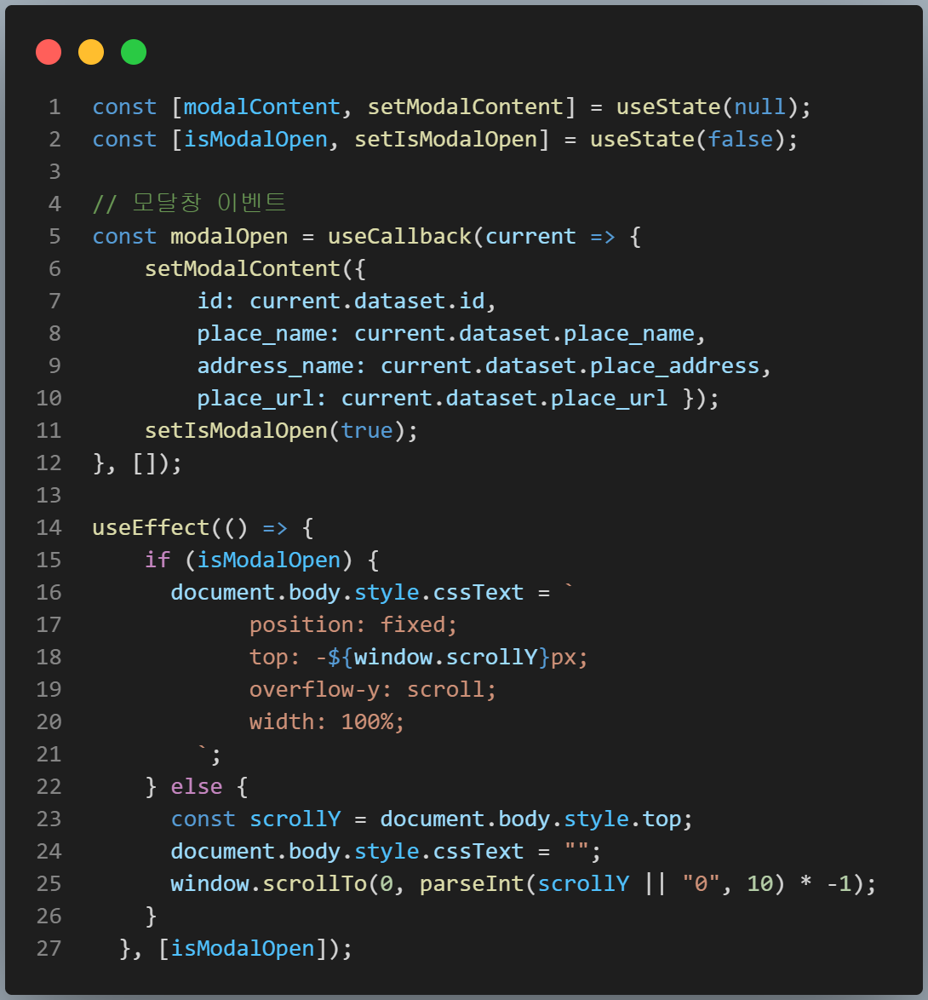 1 const [modalContent, setModalContent] = useState(null);
2 const [isModalOpen, setIsModalOpen] = useState(false);
3
4 // 모달창 이벤트
5 const modalOpen = useCallback(current => {
6     setModalContent({
7         id: current.dataset.id,
8         place_name: current.dataset.place_name,
9         address_name: current.dataset.place_address,
10         place_url: current.dataset.place_url });
11     setIsModalOpen(true);
12 }, []);
13
14 useEffect(() => {
15     if (isModalOpen) {
16       document.body.style.cssText = `
17             position: fixed;
18             top: -${window.scrollY}px;
19             overflow-y: scroll;
20             width: 100%;
21         `;
22     } else {
23       const scrollY = document.body.style.top;
24       document.body.style.cssText = "";
25       window.scrollTo(0, parseInt(scrollY || "0", 10) * -1);
26     }
27   }, [isModalOpen]);